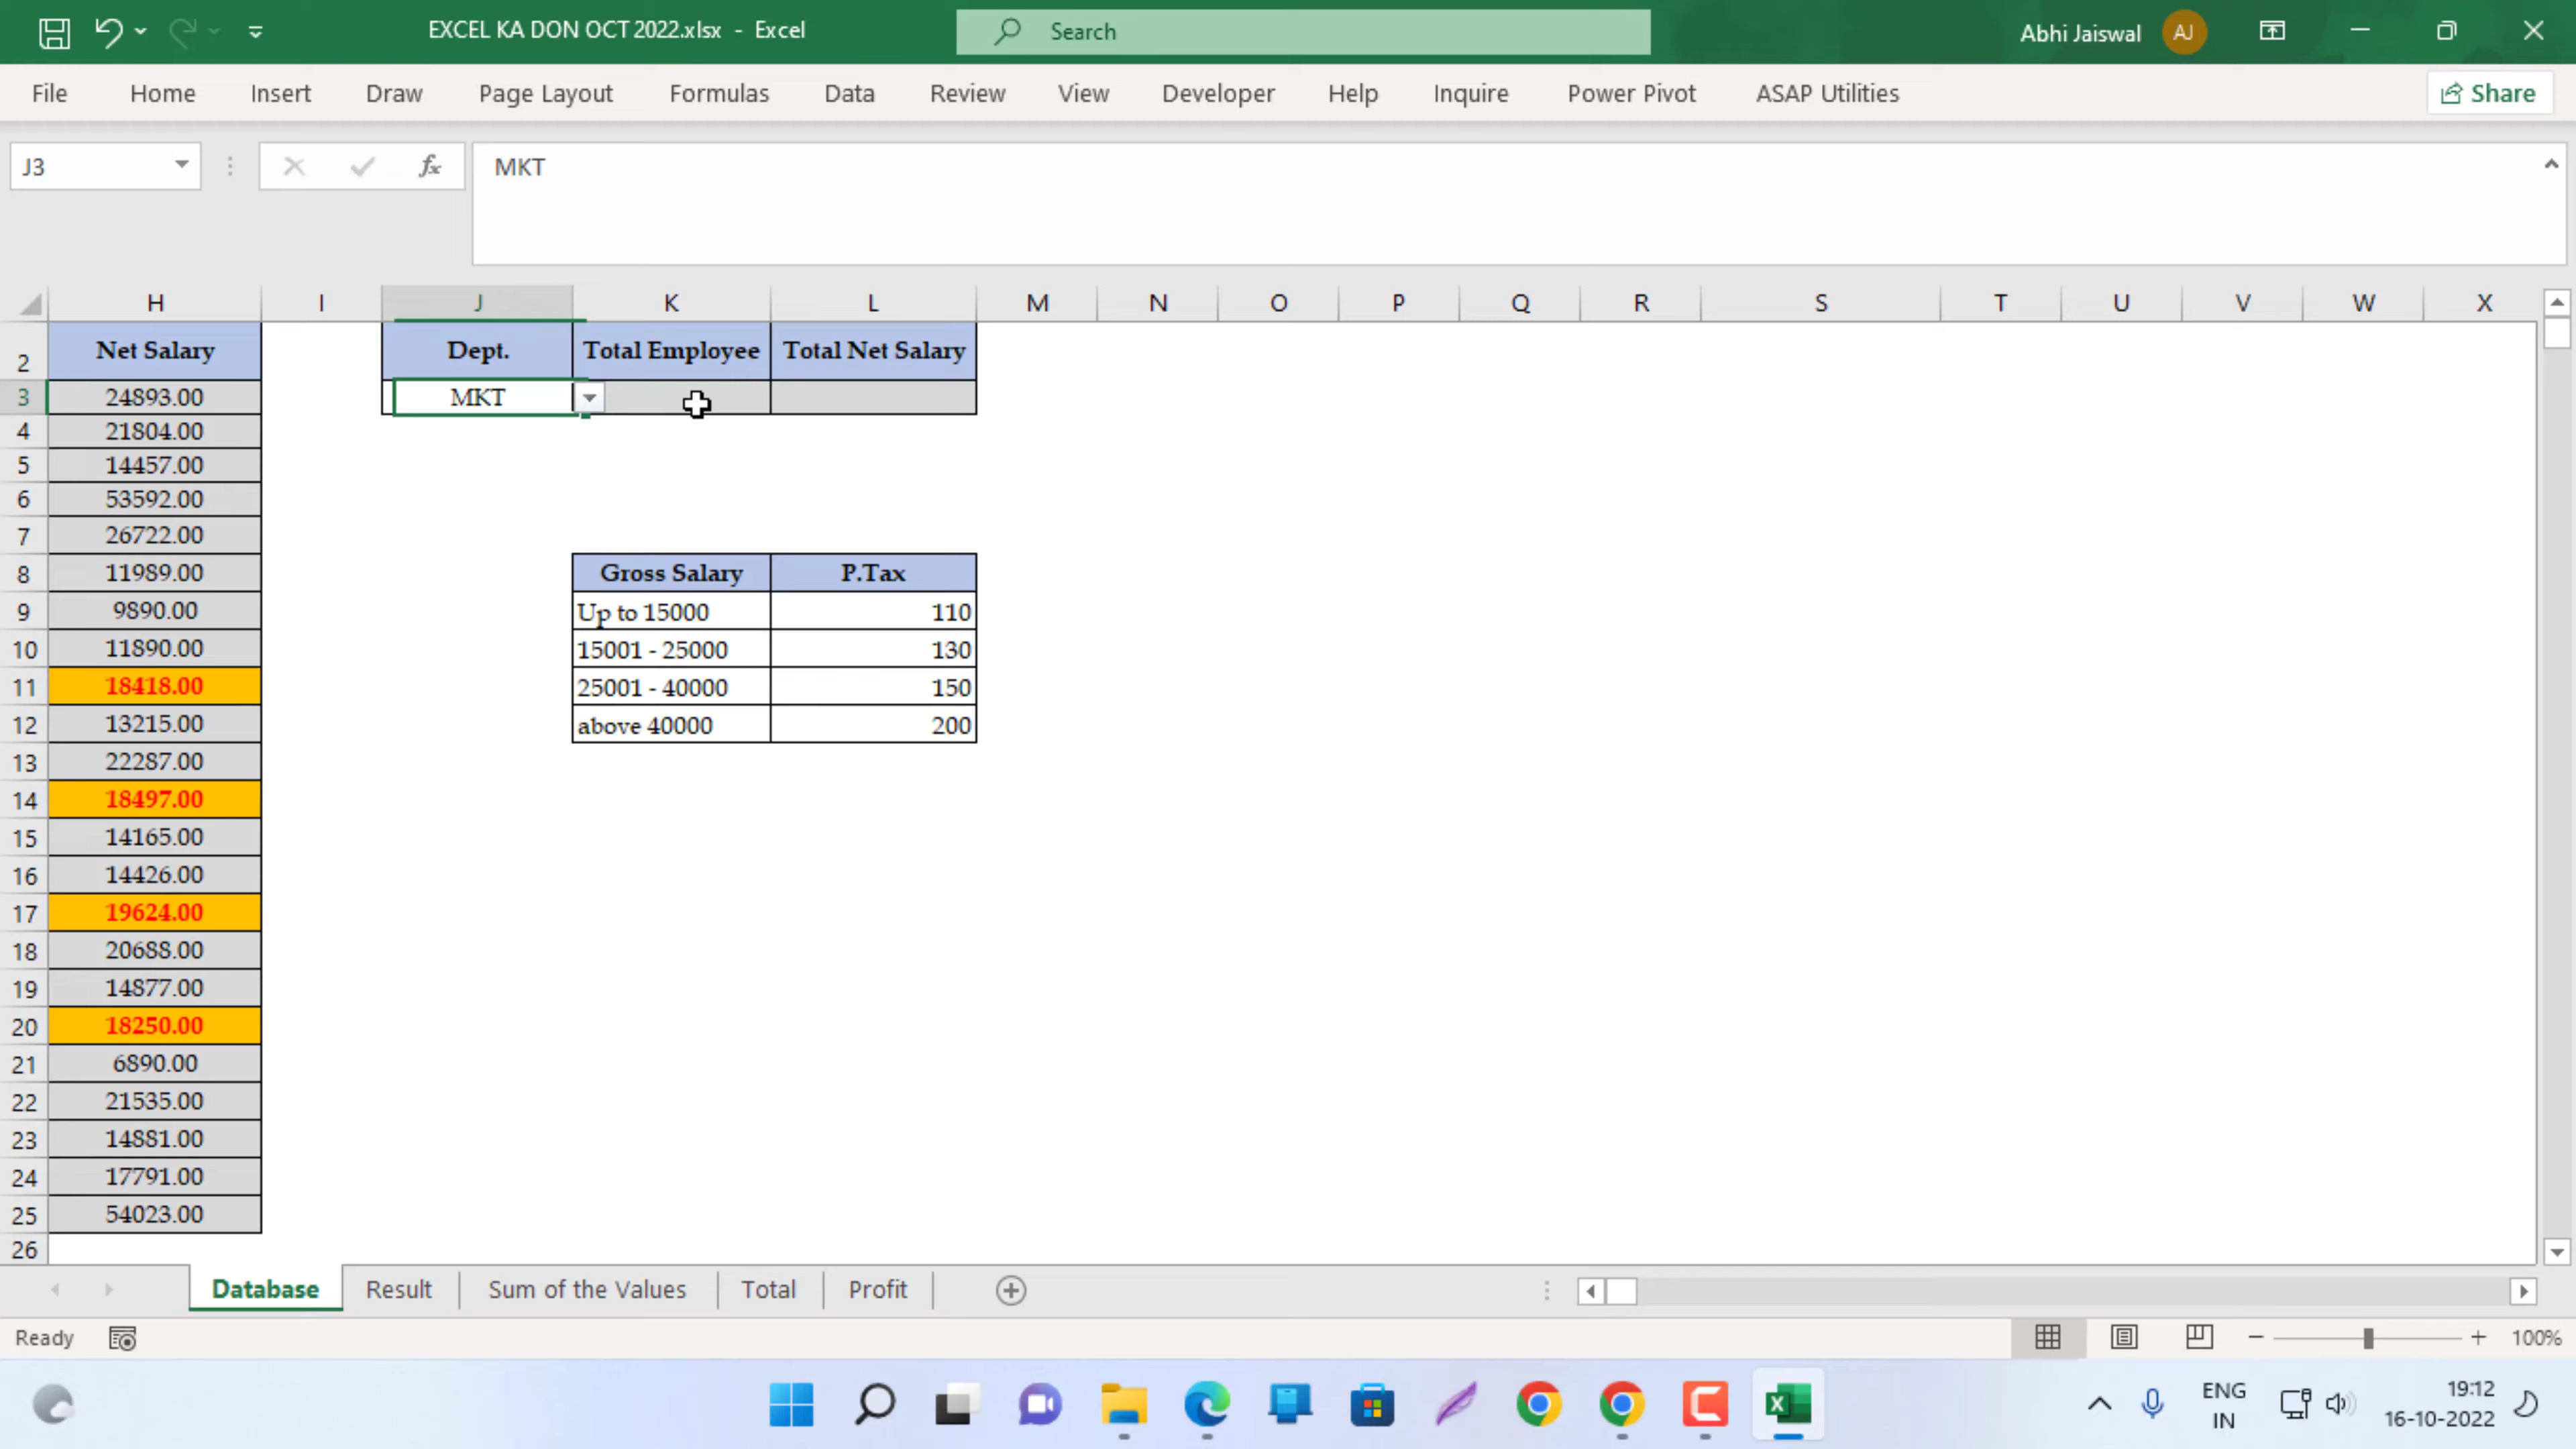 EXCEL KA DON OCT 2022.xlsx - Excel
Search
Abhi Jaiswal AJ
File Home Insert Draw Page Layout Formulas Data Review View Developer Help Inquire Power Pivot ASAP Utilities Share
J3 fx MKT
H I J K L M N O P Q R S T U V W X
2 Net Salary Dept. Total Employee Total Net Salary
3 24893.00 MKT
4 21804.00
5 14457.00
6 53592.00
7 26722.00
8 11989.00 Gross Salary P.Tax
9 9890.00 Up to 15000 110
10 11890.00 15001 - 25000 130
11 18418.00 25001 - 40000 150
12 13215.00 above 40000 200
13 22287.00
14 18497.00
15 14165.00
16 14426.00
17 19624.00
18 20688.00
19 14877.00
20 18250.00
21 6890.00
22 21535.00
23 14881.00
24 17791.00
25 54023.00
26
Database Result Sum of the Values Total Profit
Ready 100%
ENG 19:12
IN 16-10-2022